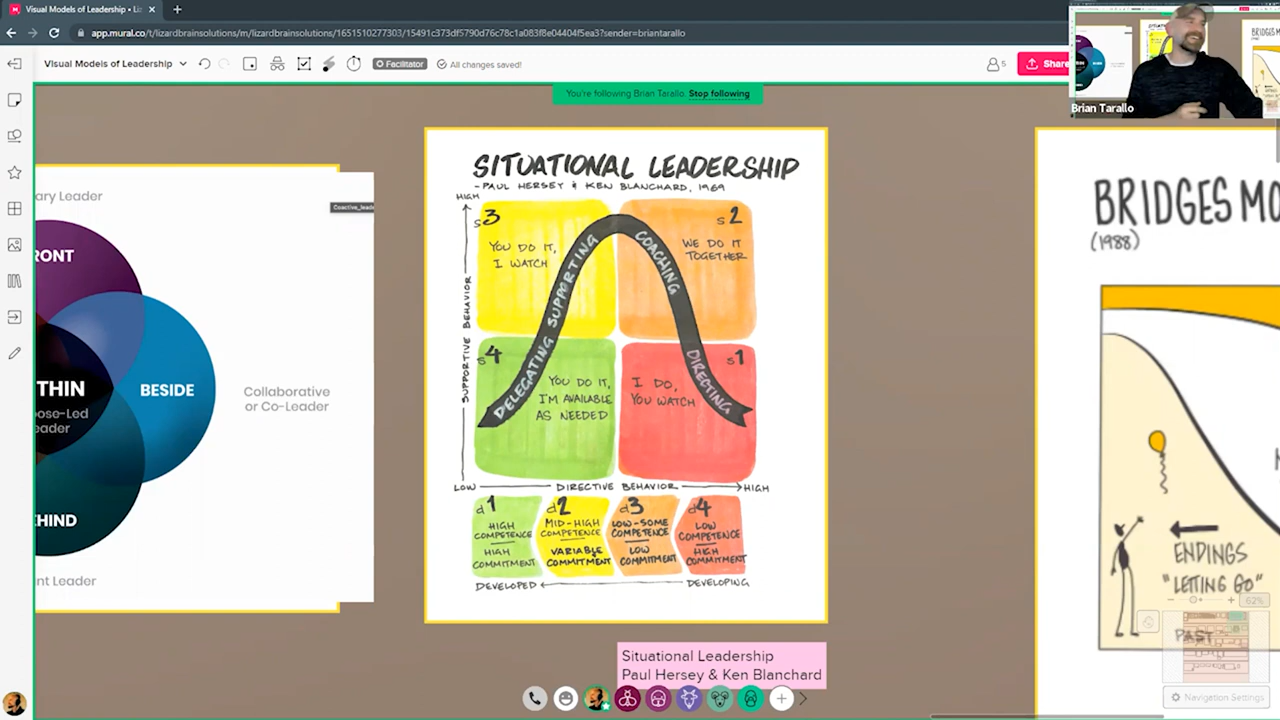 Visual Models of Leadership • Li
app.mural.co/t/lizardbrainsolutions/m/lizardbrainsolutions/1651511677303/15491c373f35790d76c78c1a083f8e04404f5ea3?sender=briantarallo
Visual Models of Leadership
Facilitator
All changes saved!
5
Share
You're following Brian Tarallo. Stop following
Brian Tarallo
ary Leader
RONT
THIN
ose-Led
eader
BESIDE
Collaborative
or Co-Leader
HIND
nt Leader
SITUATIONAL LEADERSHIP
-PAUL HERSEY & KEN BLANCHARD, 1969
HIGH
SUPPORTIVE BEHAVIOR
S3
YOU DO IT,
I WATCH
S2
WE DO IT
TOGETHER
S4
YOU DO IT,
I'M AVAILABLE
AS NEEDED
S1
I DO,
YOU WATCH
DELEGATING SUPPORTING COACHING DIRECTING
LOW DIRECTIVE BEHAVIOR HIGH
d1
HIGH
COMPETENCE
HIGH
COMMITMENT
d2
MID-HIGH
COMPETENCE
VARIABLE
COMMITMENT
d3
LOW-SOME
COMPETENCE
LOW
COMMITMENT
d4
LOW
COMPETENCE
HIGH
COMMITMENT
DEVELOPED DEVELOPING
Situational Leadership
Paul Hersey & Ken Blanchard
BRIDGES MO
(1988)
ENDINGS
"LETTING GO"
PAST
62%
Navigation Settings